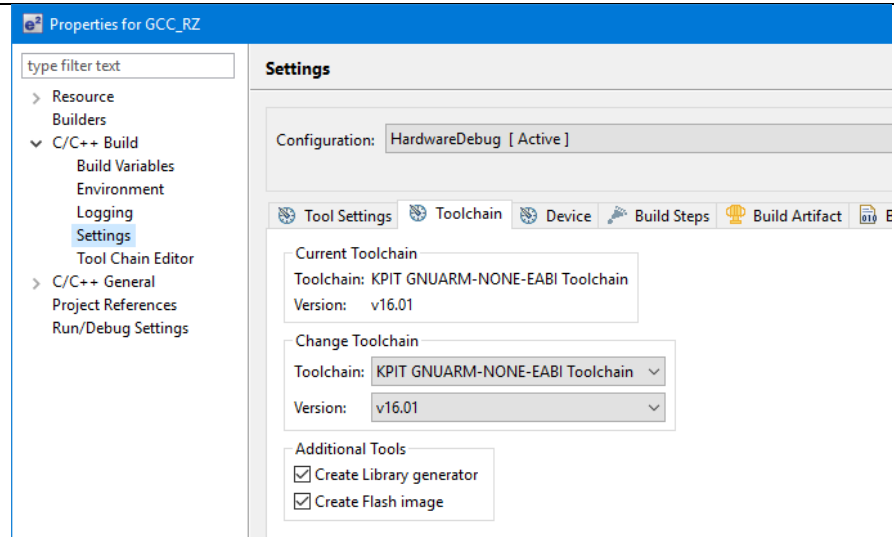 e² Properties for GCC_RZ
type filter text
Resource
Builders
C/C++ Build
Build Variables
Environment
Logging
Settings
Tool Chain Editor
C/C++ General
Project References
Run/Debug Settings
Settings
Configuration: HardwareDebug [ Active ]
Tool Settings Toolchain Device Build Steps Build Artifact
Current Toolchain
Toolchain: KPIT GNUARM-NONE-EABI Toolchain
Version: v16.01
Change Toolchain
Toolchain: KPIT GNUARM-NONE-EABI Toolchain
Version: v16.01
Additional Tools
Create Library generator
Create Flash image